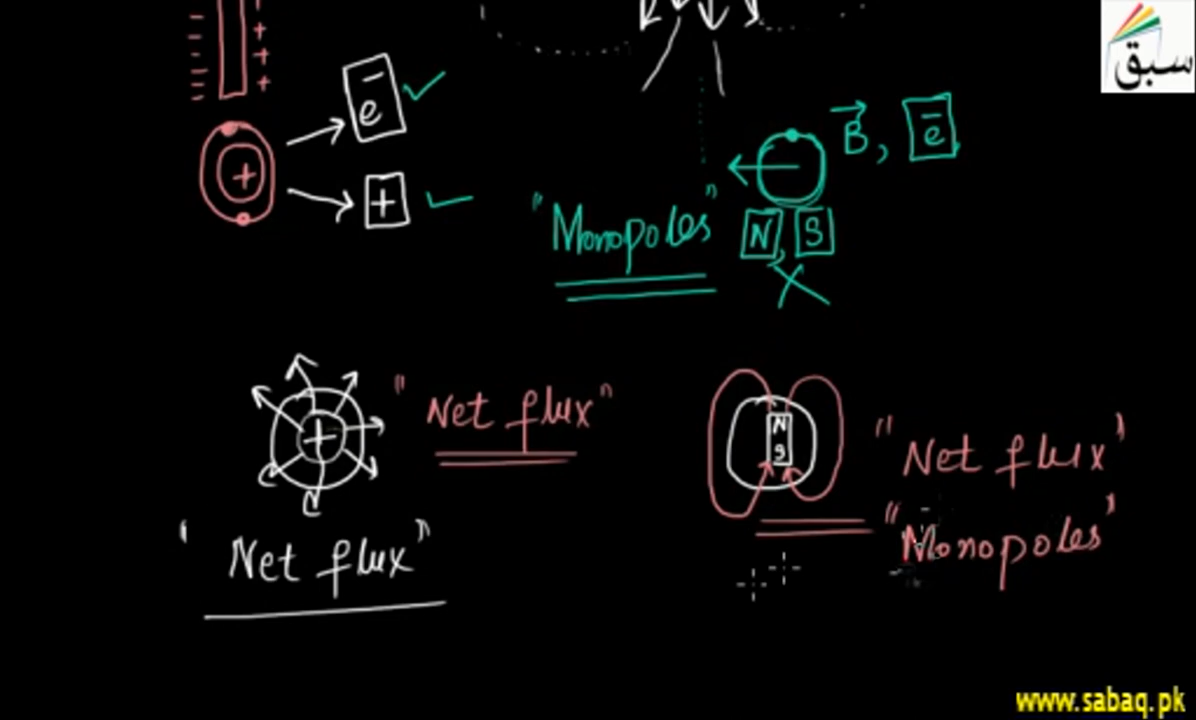 سبق
- +
- +
- +
- +
e̅ ✓
+
+ ✓
B⃗, e̅
"Monopoles"
N, S
X
+
"Net flux"
N
S
"Net flux"
"Monopoles"
"Net flux"
www.sabaq.pk